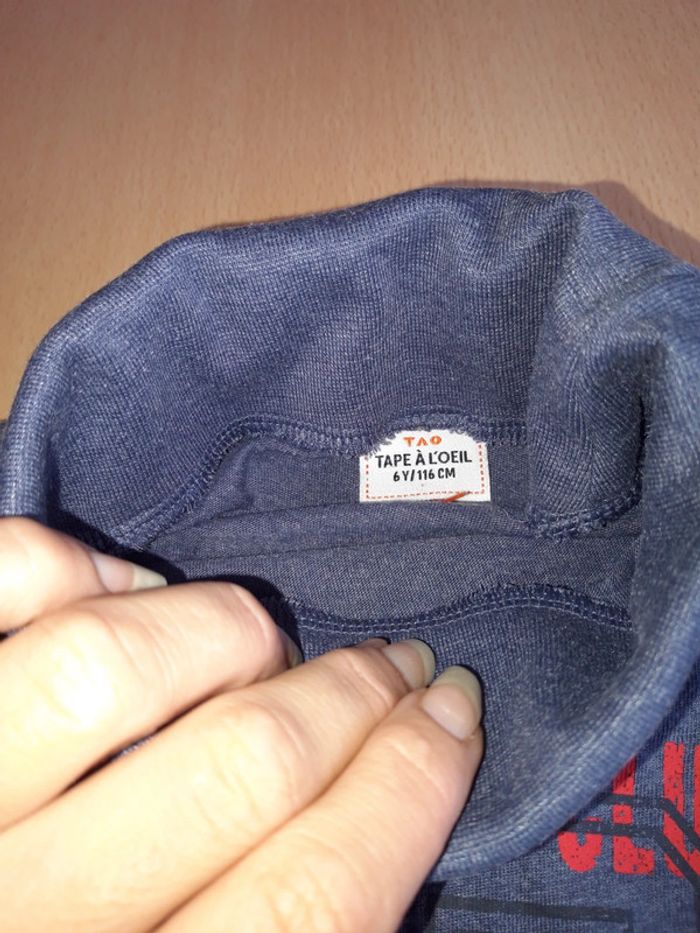 TAO
TAPE À L'OEIL
6Y/116 CM